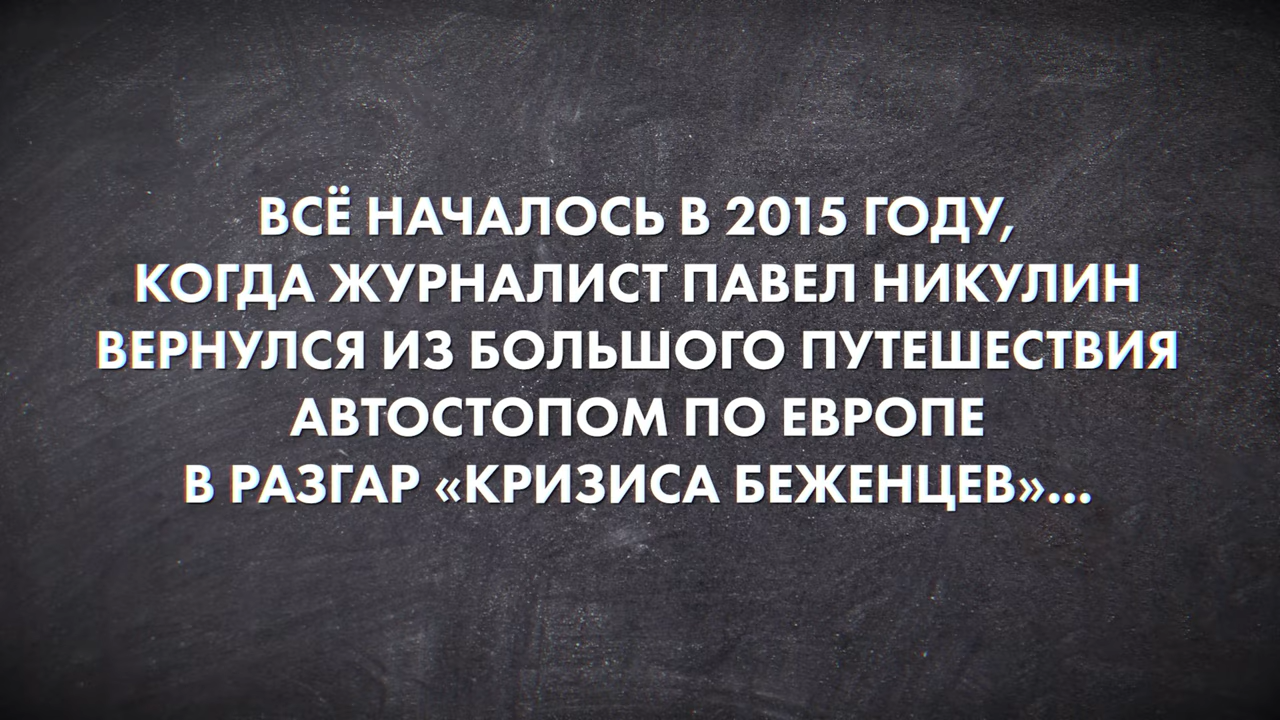 ВСЁ НАЧАЛОСЬ В 2015 ГОДУ,
КОГДА ЖУРНАЛИСТ ПАВЕЛ НИКУЛИН
ВЕРНУЛСЯ ИЗ БОЛЬШОГО ПУТЕШЕСТВИЯ
АВТОСТОПОМ ПО ЕВРОПЕ
В РАЗГАР «КРИЗИСА БЕЖЕНЦЕВ»...